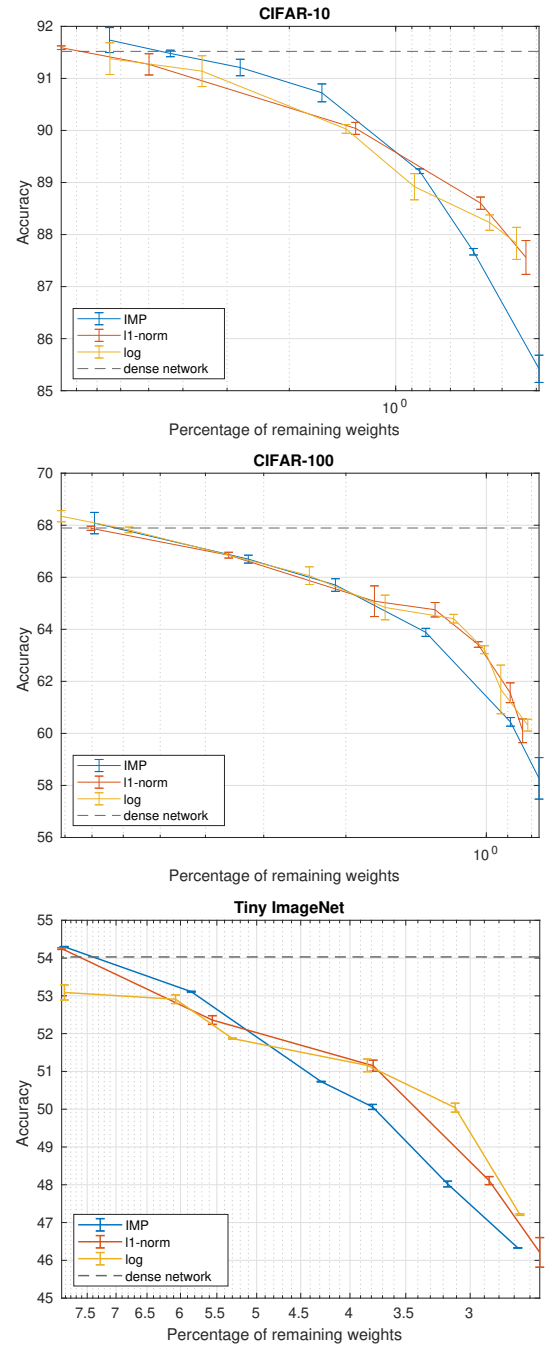 CIFAR-10
92
91
90
89
88
87
86
85
Accuracy
IMP
l1-norm
log
dense network
10^0
Percentage of remaining weights
CIFAR-100
70
68
66
64
62
60
58
56
Accuracy
IMP
l1-norm
log
dense network
10^0
Percentage of remaining weights
Tiny ImageNet
55
54
53
52
51
50
49
48
47
46
45
Accuracy
IMP
l1-norm
log
dense network
7.5 7 6.5 6 5.5 5 4.5 4 3.5 3
Percentage of remaining weights